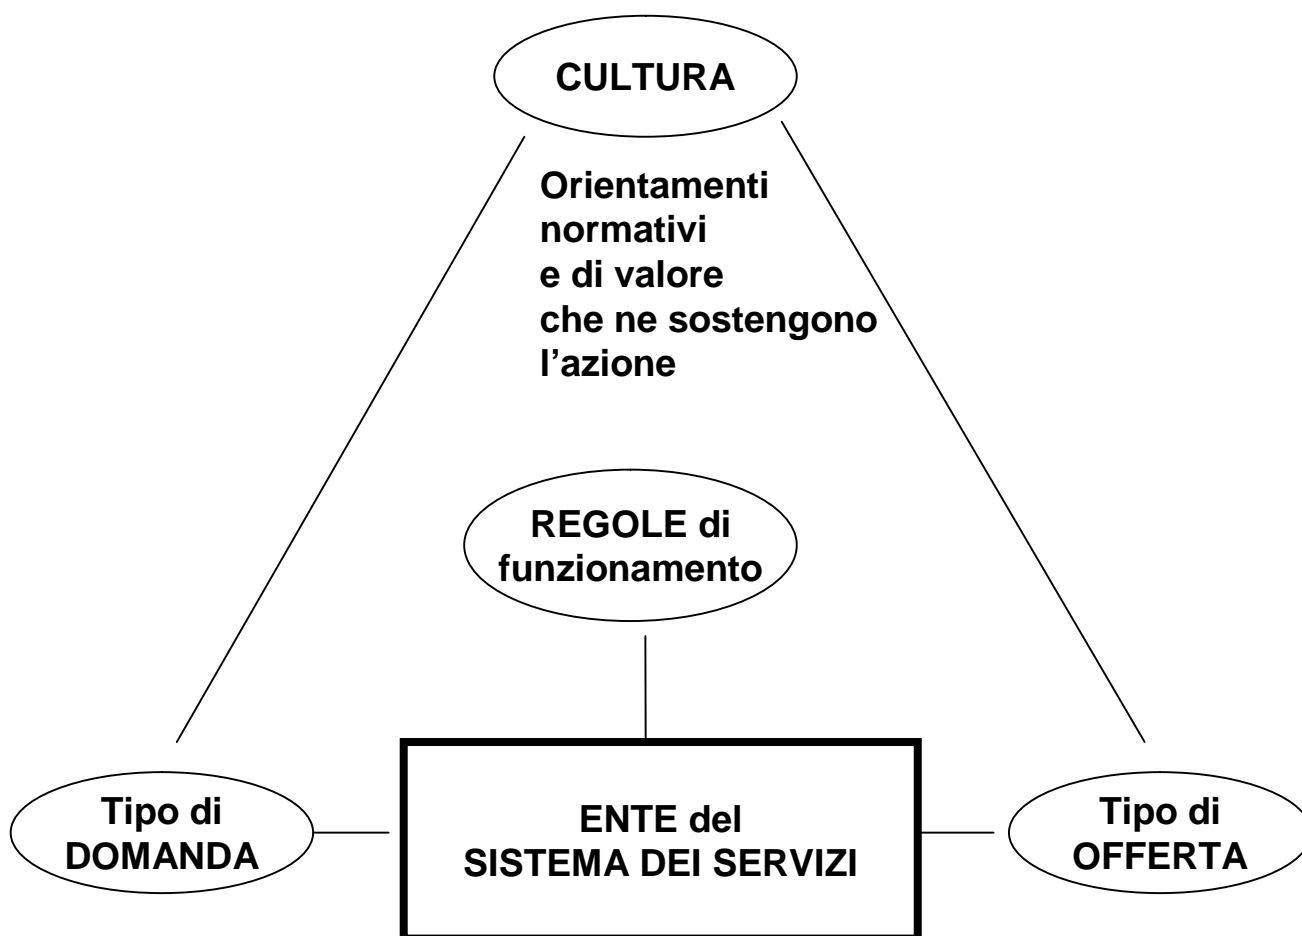 CULTURA
Orientamenti
normativi
e di valore
che ne sostengono
l'azione
REGOLE di
funzionamento
Tipo di
DOMANDA
ENTE del
SISTEMA DEI SERVIZI
Tipo di
OFFERTA